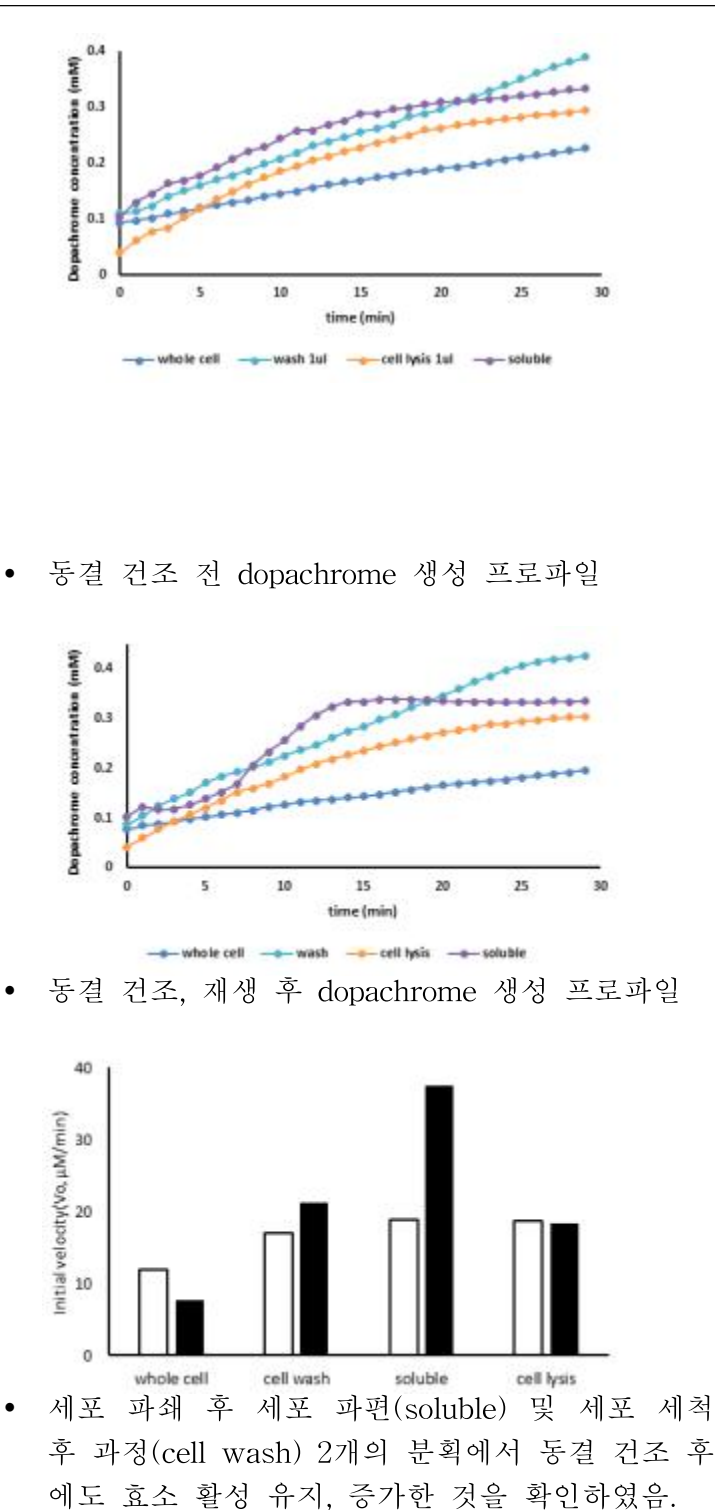 0.4
0.3
0.2
0.1
0
Dopachrome concentration (mM)
0 5 10 15 20 25 30
time (min)
whole cell wash 1ul cell lysis 1ul soluble
• 동결 건조 전 dopachrome 생성 프로파일
0.4
0.3
0.2
0.1
0
Dopachrome concentration (mM)
0 5 10 15 20 25 30
time (min)
whole cell wash cell lysis soluble
• 동결 건조, 재생 후 dopachrome 생성 프로파일
40
30
20
10
0
Initial velocity(Vo, μM/min)
whole cell cell wash soluble cell lysis
• 세포 파쇄 후 세포 파편(soluble) 및 세포 세척
후 과정(cell wash) 2개의 분획에서 동결 건조 후
에도 효소 활성 유지, 증가한 것을 확인하였음.